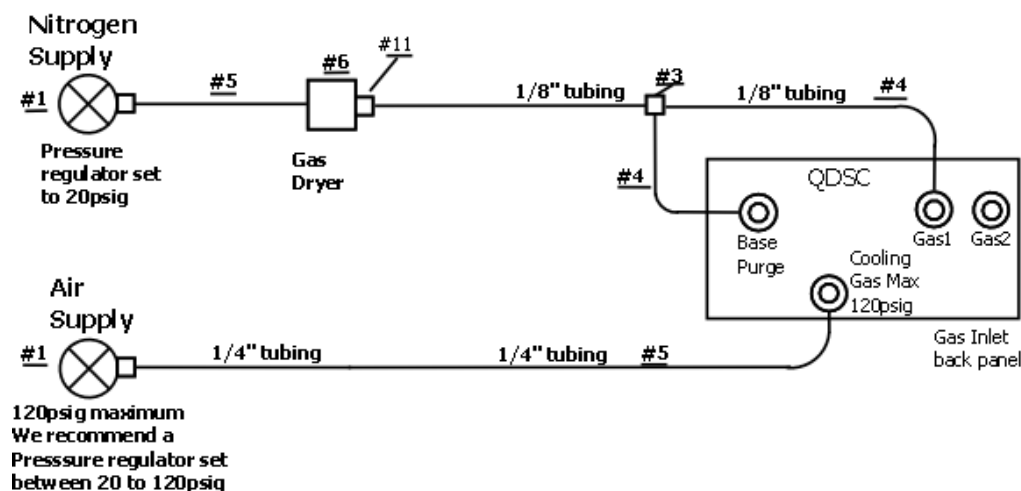 Nitrogen
Supply
#1
#5
#6
#11
1/8" tubing
#3
1/8" tubing
#4
Pressure
regulator set
to 20psig
Gas
Dryer
#4
QDSC
Base
Purge
Gas1
Gas2
Cooling
Gas Max
120psig
Gas Inlet
back panel
Air
Supply
#1
1/4" tubing
1/4" tubing
#5
120psig maximum
We recommend a
Presssure regulator set
between 20 to 120psig